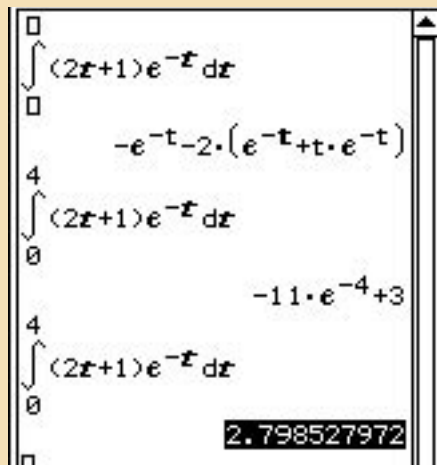 □
∫(2t+1)e^-t dt
□
-e^-t-2·(e^-t+t·e^-t)
4
∫(2t+1)e^-t dt
0
-11·e^-4+3
4
∫(2t+1)e^-t dt
0
2.798527972